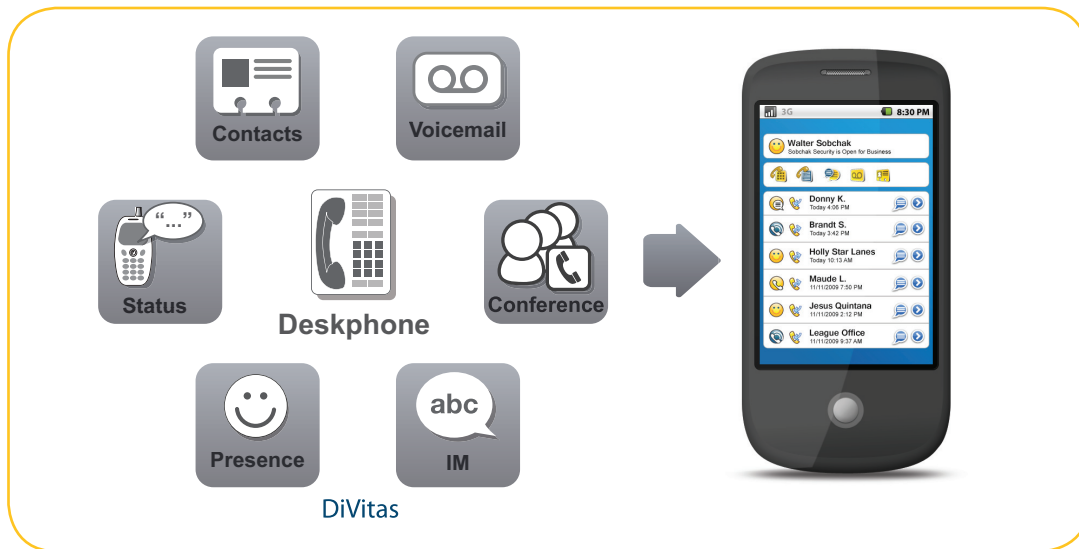 Contacts
Voicemail
“...”
Status
Deskphone
Conference
Presence
abc
IM
DiVitas
3G
8:30 PM
Walter Sobchak
Sobchak Security is Open for Business
Donny K.
Today 4:06 PM
Brandt S.
Today 3:42 PM
Holly Star Lanes
Today 10:13 AM
Maude L.
11/11/2009 7:50 PM
Jesus Quintana
11/11/2009 2:12 PM
League Office
11/11/2009 9:37 AM